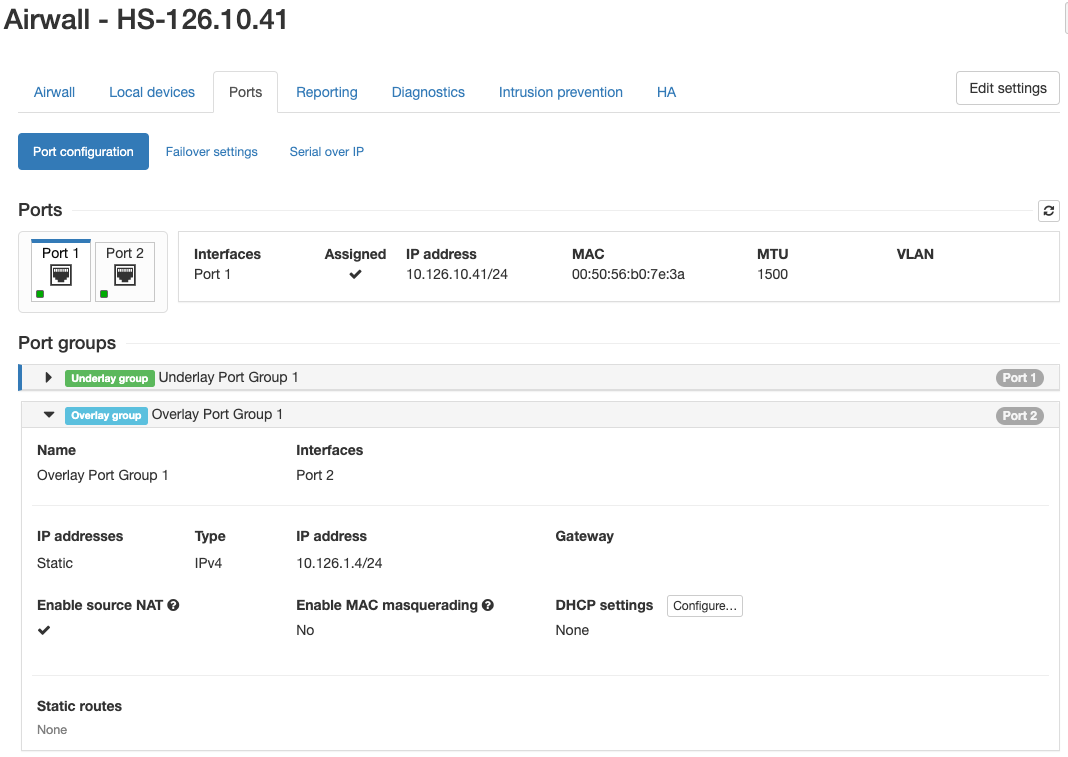 Airwall - HS-126.10.41
Airwall Local devices Ports Reporting Diagnostics Intrusion prevention HA Edit settings
Port configuration Failover settings Serial over IP
Ports
Port 1 Port 2
Interfaces Assigned IP address MAC MTU VLAN
Port 1 ✔ 10.126.10.41/24 00:50:56:b0:7e:3a 1500
Port groups
Underlay group Underlay Port Group 1 Port 1
Overlay group Overlay Port Group 1 Port 2
Name Interfaces
Overlay Port Group 1 Port 2
IP addresses Type IP address Gateway
Static IPv4 10.126.1.4/24
Enable source NAT ? Enable MAC masquerading ? DHCP settings Configure...
✔ No None
Static routes
None